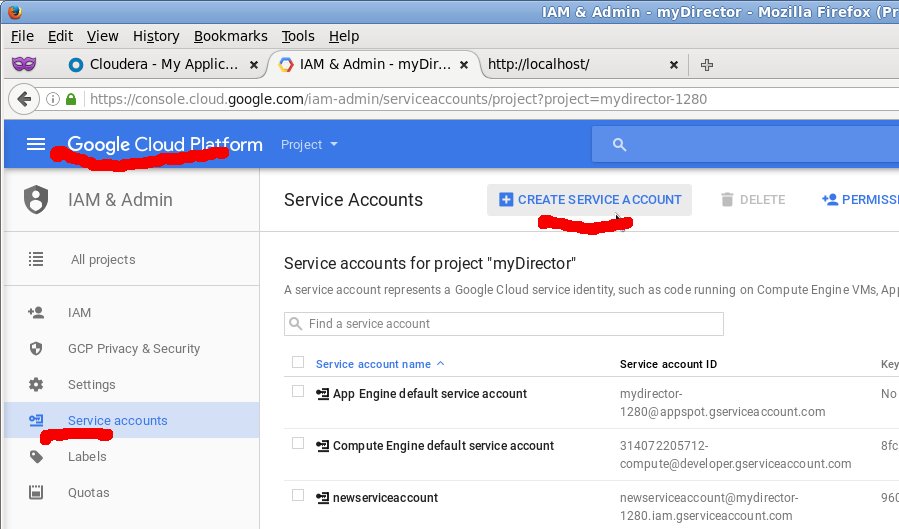 IAM & Admin - myDirector - Mozilla Firefox (Pr
File Edit View History Bookmarks Tools Help
Cloudera - My Applic... × IAM & Admin - myDir... × http://localhost/ ×
https://console.cloud.google.com/iam-admin/serviceaccounts/project?project=mydirector-1280
Google Cloud Platform Project
IAM & Admin
Service Accounts CREATE SERVICE ACCOUNT DELETE PERMISS
All projects
IAM
GCP Privacy & Security
Settings
Service accounts
Labels
Quotas
Service accounts for project "myDirector"
A service account represents a Google Cloud service identity, such as code running on Compute Engine VMs, Ap
Find a service account
Service account name Service account ID Key
App Engine default service account mydirector- No
1280@appspot.gserviceaccount.com
Compute Engine default service account 314072205712- 8fc
compute@developer.gserviceaccount.com
newserviceaccount newserviceaccount@mydirector- 960
1280.iam.gserviceaccount.com